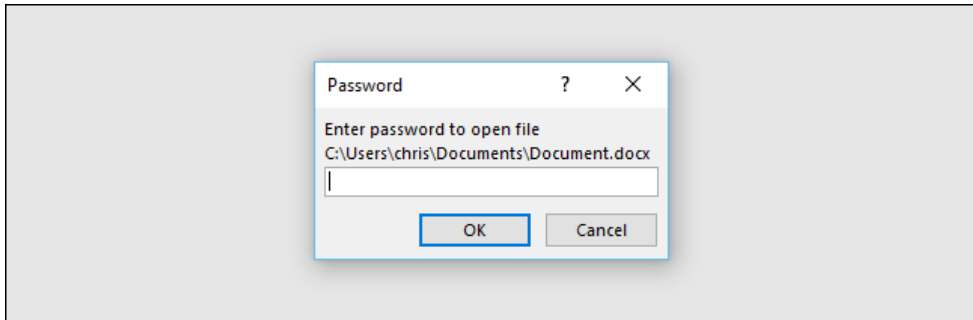 Password ?
Enter password to open file
C:\Users\chris\Documents\Document.docx
OK Cancel